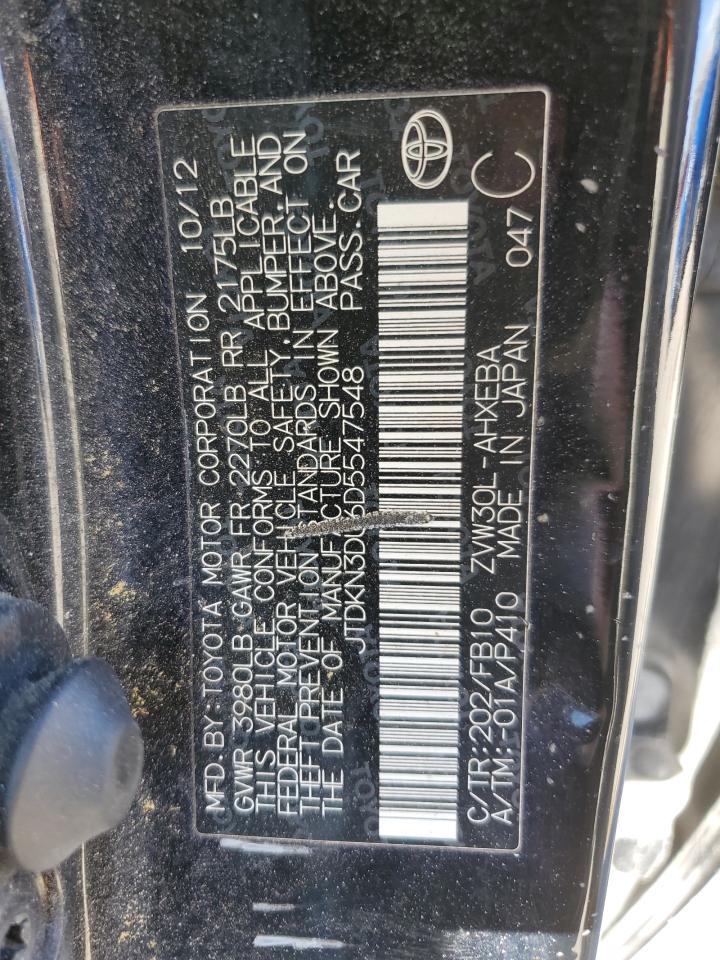 MFD. BY: TOYOTA MOTOR CORPORATION 10/12
GVWR 3980LB GAWR FR 2270LB RR 2175LB
THIS VEHICLE CONFORMS TO ALL APPLICABLE
FEDERAL MOTOR VEHICLE SAFETY, BUMPER, AND
THEFT PREVENTION STANDARDS IN EFFECT ON
THE DATE OF MANUFACTURE SHOWN ABOVE.
PASS. CAR
C/TR: 202/FB10 ZVW30L-AHXEBA
A/TM: -01A/P410 MADE IN JAPAN 047 C
TOYOTA